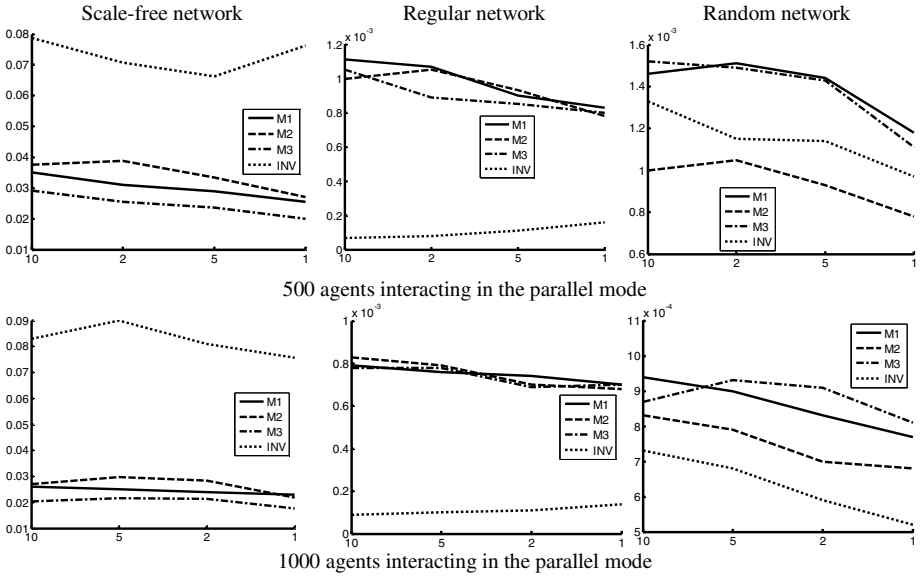 Scale-free network
Regular network
Random network
0.08
0.07
0.06
0.05
0.04
0.03
0.02
0.01
10 2 5 1
M1
M2
M3
INV
x 10^-3
1.2
1
0.8
0.6
0.4
0.2
0
10 2 5 1
M1
M2
M3
INV
x 10^-3
1.6
1.4
1.2
1
0.8
0.6
10 2 5 1
M1
M2
M3
INV
500 agents interacting in the parallel mode
0.09
0.08
0.07
0.06
0.05
0.04
0.03
0.02
0.01
10 5 2 1
M1
M2
M3
INV
x 10^-3
1
0.8
0.6
0.4
0.2
0
10 5 2 1
M1
M2
M3
INV
x 10^-4
11
10
9
8
7
6
5
10 5 2 1
M1
M2
M3
INV
1000 agents interacting in the parallel mode